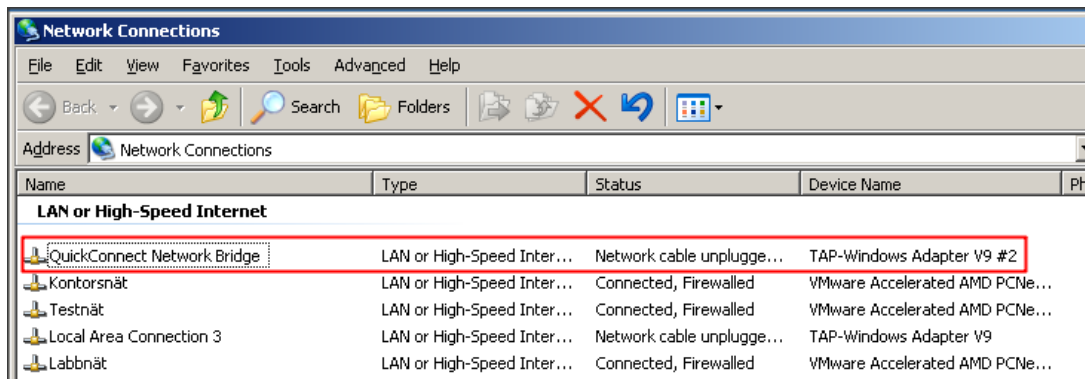 Network Connections
File Edit View Favorites Tools Advanced Help
Back Search Folders
Address Network Connections
Name Type Status Device Name Ph
LAN or High-Speed Internet
QuickConnect Network Bridge LAN or High-Speed Inter... Network cable unplugge... TAP-Windows Adapter V9 #2
Kontorsnät LAN or High-Speed Inter... Connected, Firewalled VMware Accelerated AMD PCNe...
Testnät LAN or High-Speed Inter... Connected, Firewalled VMware Accelerated AMD PCNe...
Local Area Connection 3 LAN or High-Speed Inter... Network cable unplugge... TAP-Windows Adapter V9
Labbnät LAN or High-Speed Inter... Connected, Firewalled VMware Accelerated AMD PCNe...